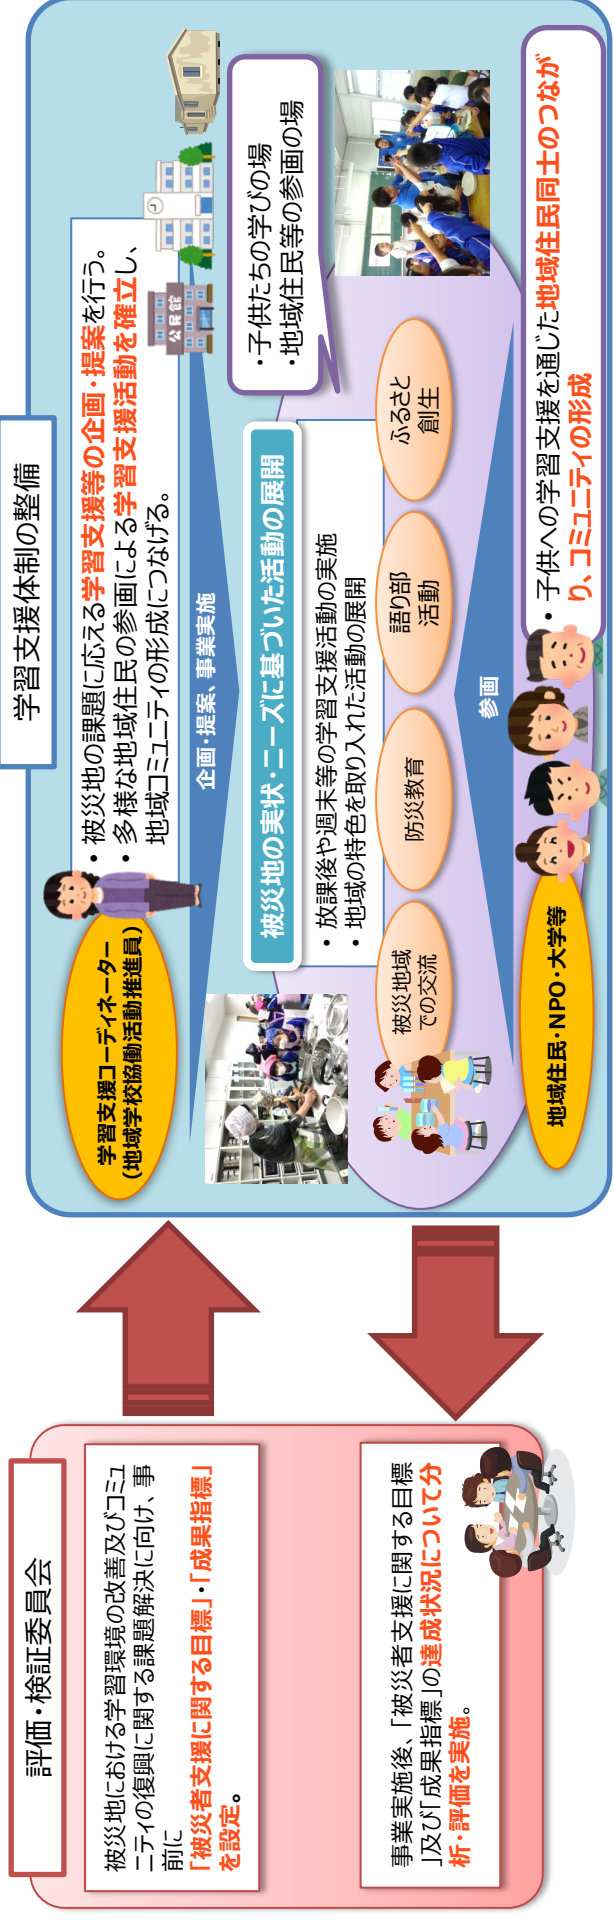 評価・検証委員会
被災地における学習環境の改善及びコミュ
ニティの復興に関する課題解決に向け、事
前に
「被災者支援に関する目標」・「成果指標」
を設定。
事業実施後、「被災者支援に関する目標
」及び「成果指標」の達成状況について分
析・評価を実施。
学習支援体制の整備
学習支援コーディネーター
(地域学校協働活動推進員)
・被災地の課題に応える学習支援等の企画・提案を行う。
・多様な地域住民の参画による学習支援活動を確立し、
地域コミュニティの形成につなげる。
公民館
企画・提案、事業実施
被災地の実状・ニーズに基づいた活動の展開
・放課後や週末等の学習支援活動の実施
・地域の特色を取り入れた活動の展開
・子供たちの学びの場
・地域住民等の参画の場
被災地域
での交流
防災教育
語り部
活動
ふるさと
創生
参画
地域住民・NPO・大学等
・子供への学習支援を通じた地域住民同士のつなが
り、コミュニティの形成